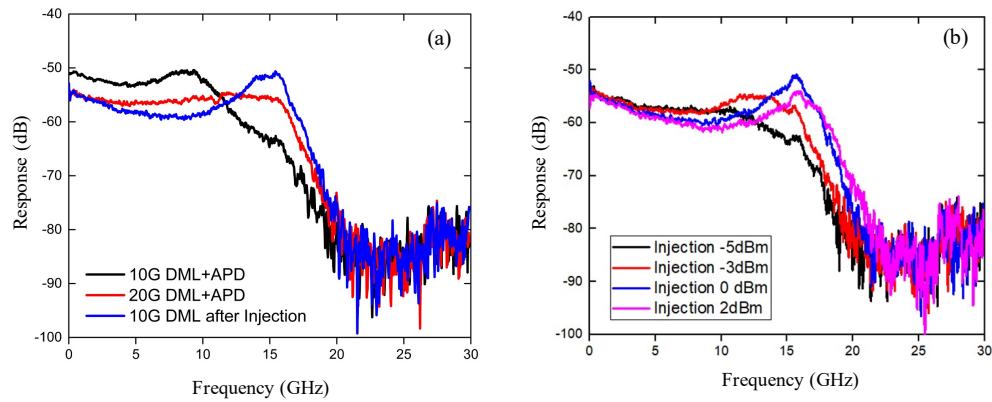 (a)
Response (dB)
-40
-50
-60
-70
-80
-90
-100
10G DML+APD
20G DML+APD
10G DML after Injection
0 5 10 15 20 25 30
Frequency (GHz)
(b)
Response (dB)
-40
-50
-60
-70
-80
-90
-100
Injection -5dBm
Injection -3dBm
Injection 0 dBm
Injection 2dBm
0 5 10 15 20 25 30
Frequency (GHz)